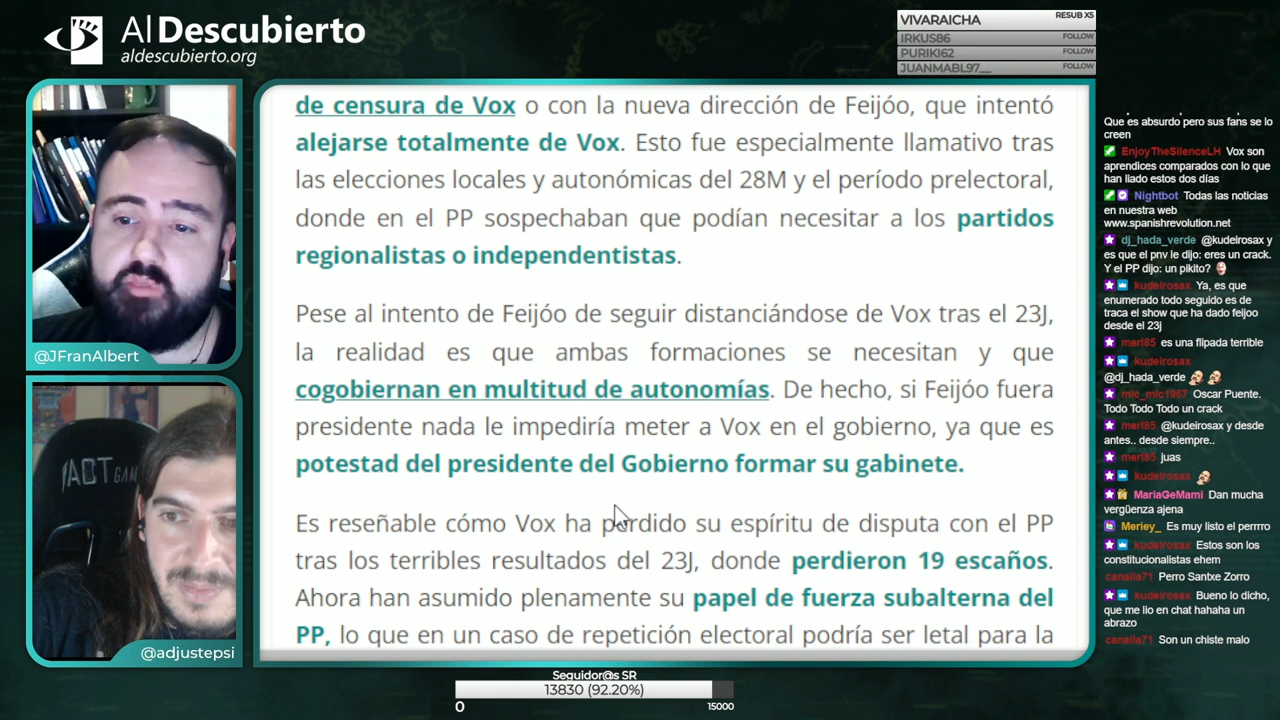 Al Descubierto
aldescubierto.org
VIVARAICHA RESUB X5
IRKUS86 FOLLOW
PURIKI62 FOLLOW
JUANMABL97__ FOLLOW
@JFranAlbert
@adjustepsi
de censura de Vox o con la nueva dirección de Feijóo, que intentó
alejarse totalmente de Vox. Esto fue especialmente llamativo tras
las elecciones locales y autonómicas del 28M y el período prelectoral,
donde en el PP sospechaban que podían necesitar a los partidos
regionalistas o independentistas.
Pese al intento de Feijóo de seguir distanciándose de Vox tras el 23J,
la realidad es que ambas formaciones se necesitan y que
cogobiernan en multitud de autonomías. De hecho, si Feijóo fuera
presidente nada le impediría meter a Vox en el gobierno, ya que es
potestad del presidente del Gobierno formar su gabinete.
Es reseñable cómo Vox ha perdido su espíritu de disputa con el PP
tras los terribles resultados del 23J, donde perdieron 19 escaños.
Ahora han asumido plenamente su papel de fuerza subalterna del
PP, lo que en un caso de repetición electoral podría ser letal para la
Que es absurdo pero sus fans se lo
creen
EnjoyTheSilenceLH Vox son
aprendices comparados con lo que
han liado estos dos días
Nightbot Todas las noticias
en nuestra web
www.spanishrevolution.net
dj_hada_verde @kudeirosax y
es que el pnv le dijo: eres un crack.
Y el PP dijo: un pikito?
kudeirosax Ya, es que
enumerado todo seguido es de
traca el show que ha dado feijoo
desde el 23j
merl85 es una flipada terrible
kudeirosax
@dj_hada_verde
mic_mic1967 Oscar Puente.
Todo Todo Todo un crack
merl85 @kudeirosax y desde
antes.. desde siempre..
merl85 juas
kudeirosax
MariaGeMami Dan mucha
vergüenza ajena
Meriey_ Es muy listo el perrro
kudeirosax Estos son los
constitucionalistas ehem
canalla71 Perro Santxe Zorro
kudeirosax Bueno lo dicho,
que me lio en chat hahaha un
abrazo
canalla71 Son un chiste malo
Seguidor@s SR
13830 (92.20%)
0 15000